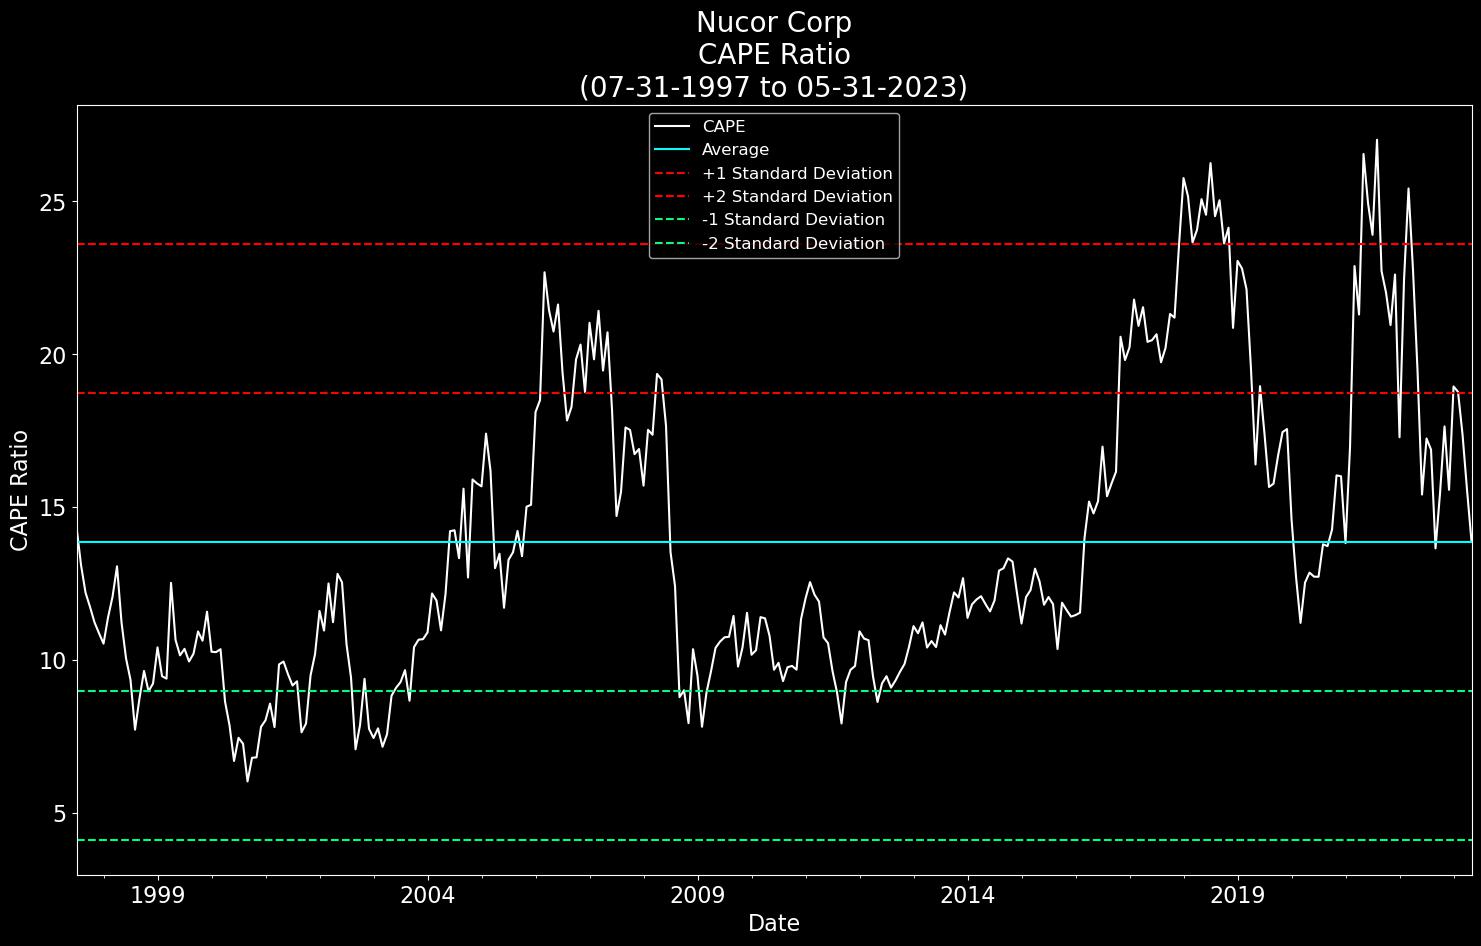 Nucor Corp
CAPE Ratio
(07-31-1997 to 05-31-2023)
CAPE
Average
+1 Standard Deviation
+2 Standard Deviation
-1 Standard Deviation
-2 Standard Deviation
25
20
15
10
5
CAPE Ratio
1999 2004 2009 2014 2019
Date